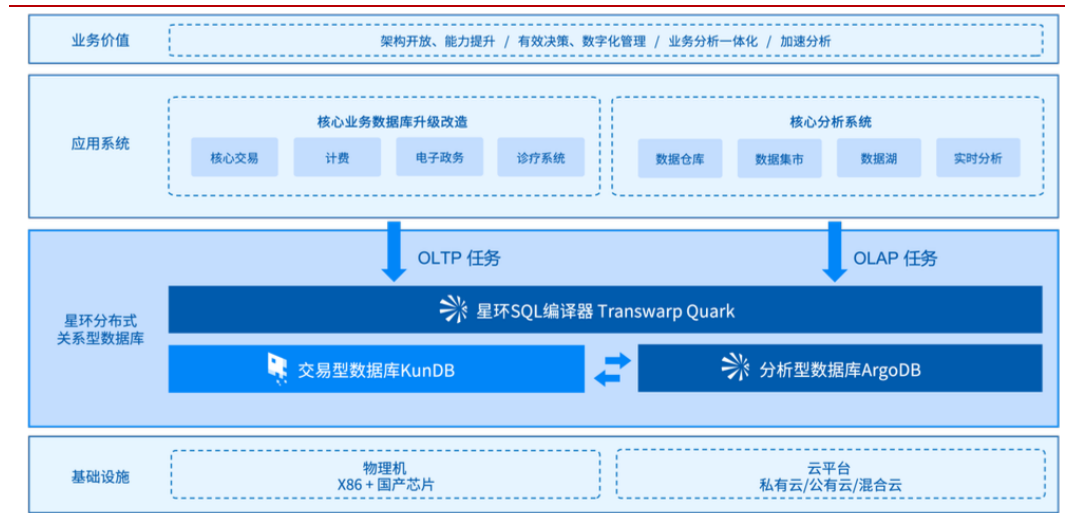 业务价值
架构开放、能力提升 / 有效决策、数字化管理 / 业务分析一体化 / 加速分析
应用系统
核心业务数据库升级改造
核心交易
计费
电子政务
诊疗系统
核心分析系统
数据仓库
数据集市
数据湖
实时分析
OLTP 任务
OLAP 任务
星环分布式
关系型数据库
星环SQL编译器 Transwarp Quark
交易型数据库KunDB
分析型数据库ArgoDB
基础设施
物理机
X86 + 国产芯片
云平台
私有云/公有云/混合云